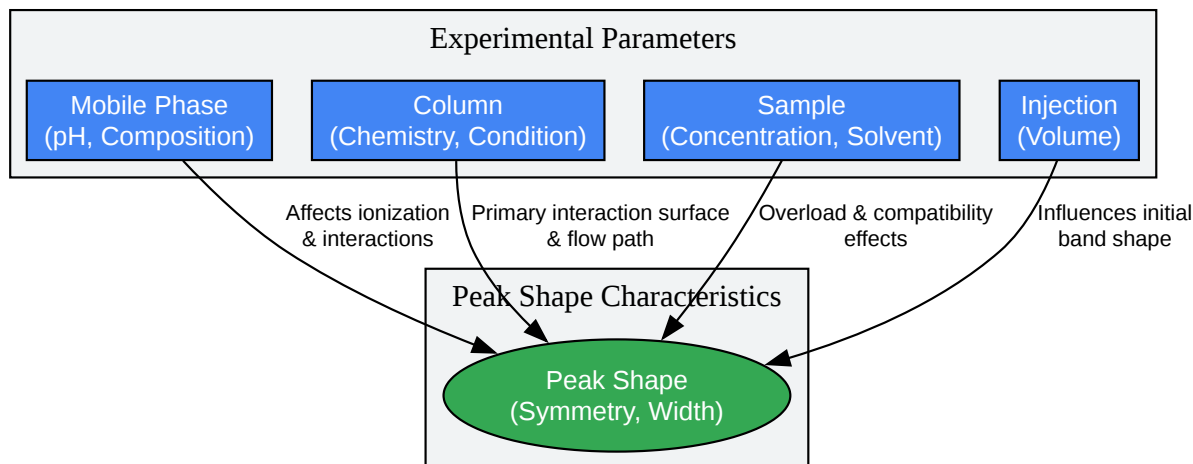 Experimental Parameters
Mobile Phase
(pH, Composition)
Column
(Chemistry, Condition)
Sample
(Concentration, Solvent)
Injection
(Volume)
Affects ionization
& interactions
Primary interaction surface
& flow path
Overload & compatibility
effects
Influences initial
band shape
Peak Shape Characteristics
Peak Shape
(Symmetry, Width)